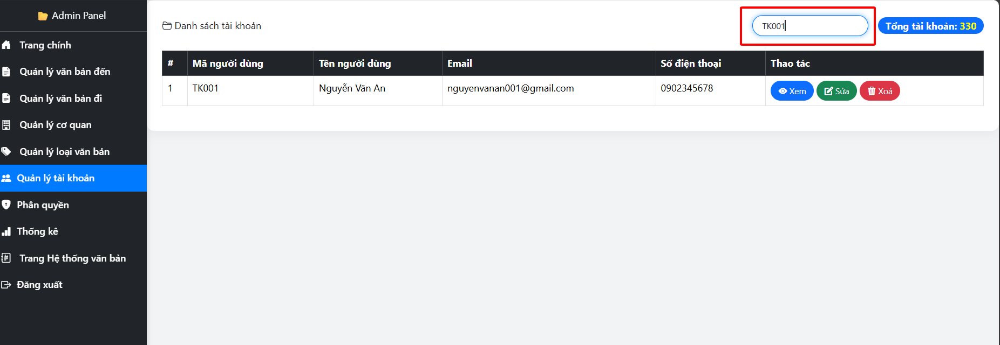 Admin Panel
Trang chính
Quản lý văn bản đến
Quản lý văn bản đi
Quản lý cơ quan
Quản lý loại văn bản
Quản lý tài khoản
Phân quyền
Thống kê
Trang Hệ thống văn bản
Đăng xuất
Danh sách tài khoản
TK001
Tổng tài khoản: 330
# Mã người dùng Tên người dùng Email Số điện thoại Thao tác
1 TK001 Nguyễn Văn An nguyenvanan001@gmail.com 0902345678 Xem Sửa Xoá